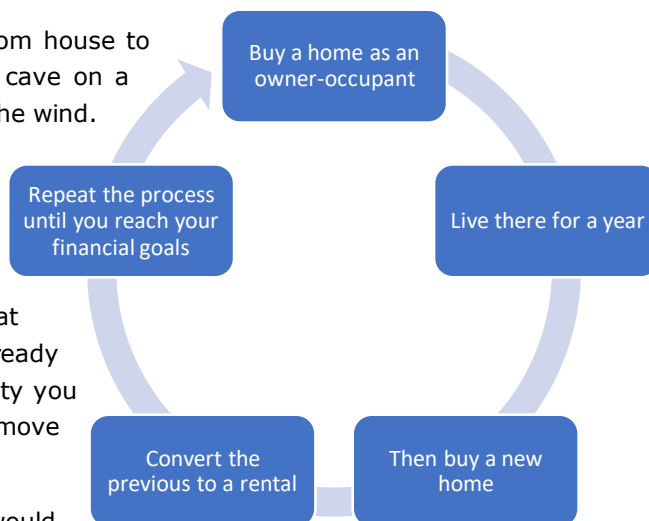 om house to
cave on a
he wind.
Buy a home as an
owner-occupant
Live there for a year
Then buy a new
home
Convert the
previous to a rental
Repeat the process
until you reach your
financial goals
at
ready
ty you
move
would